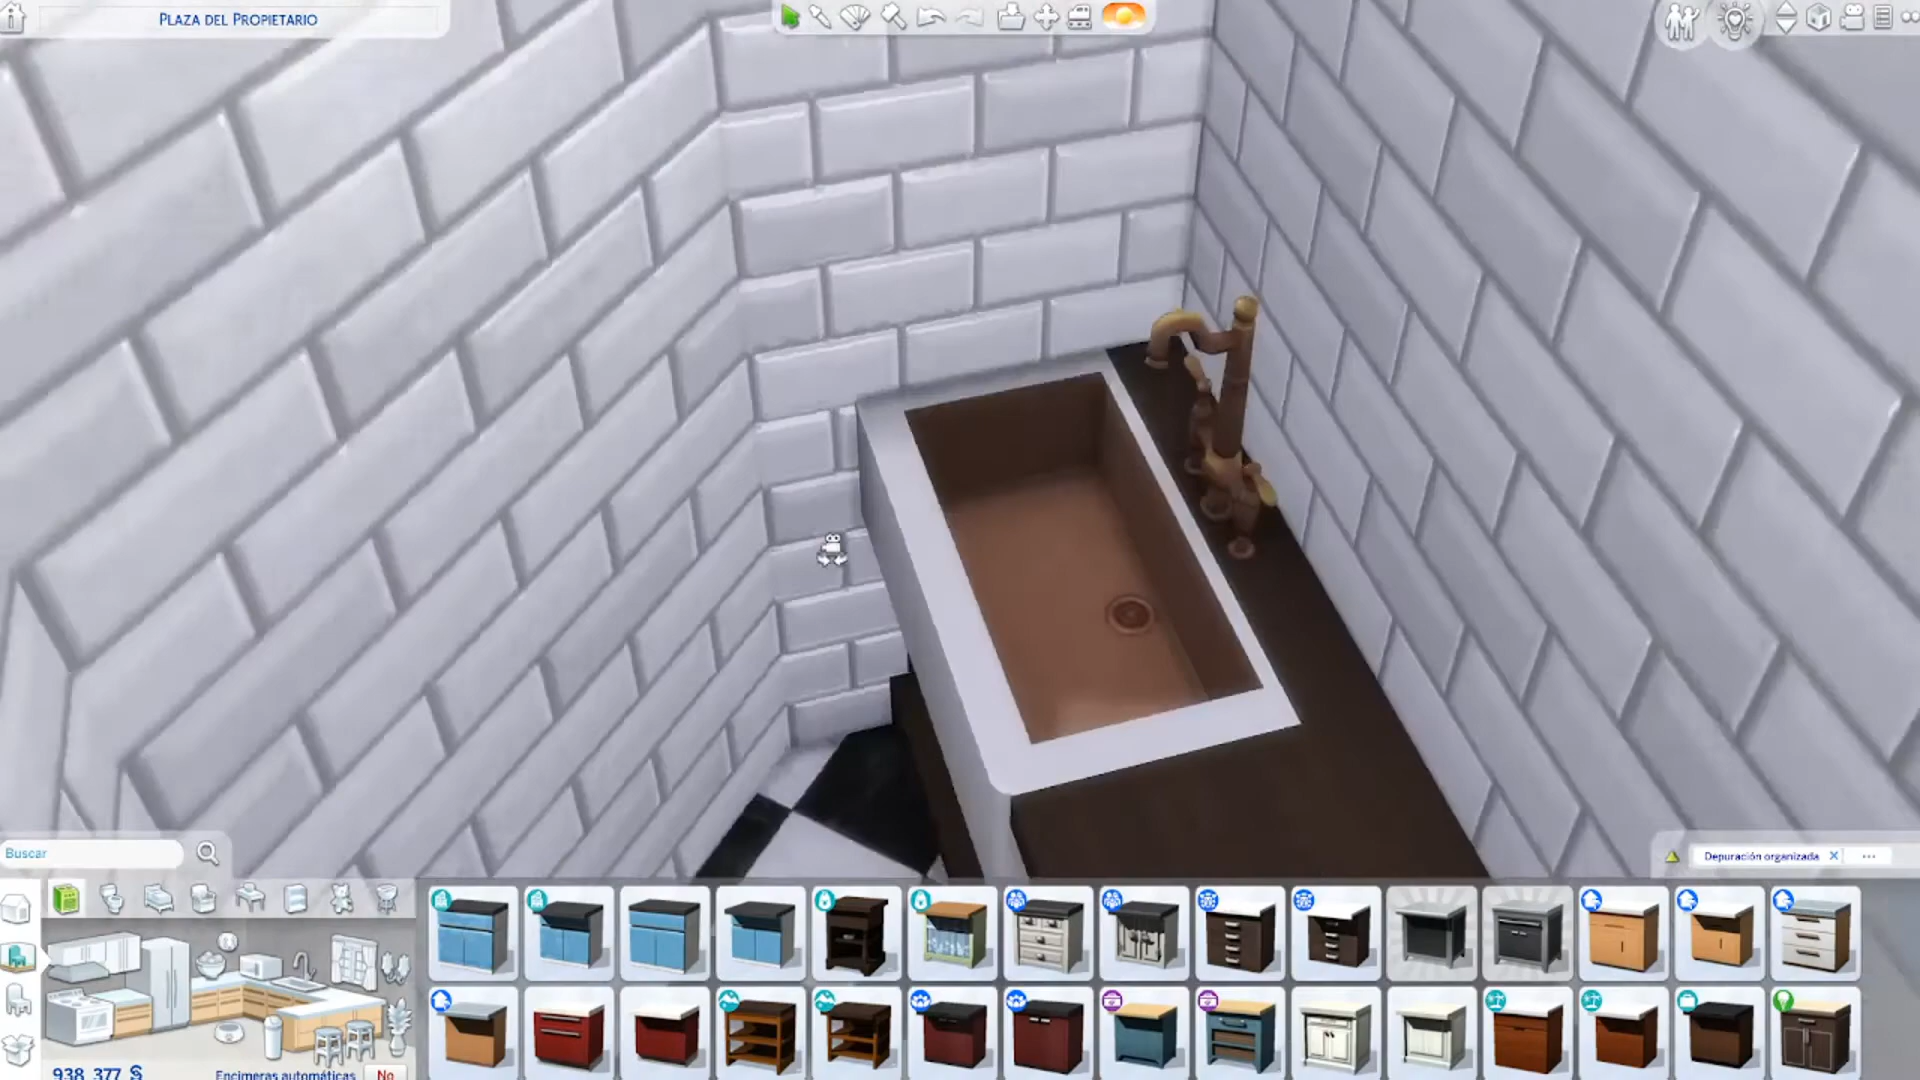 PLAZA DEL PROPIETARIO
Buscar
Depuración organizada
938.377 §
Encimeras automáticas No